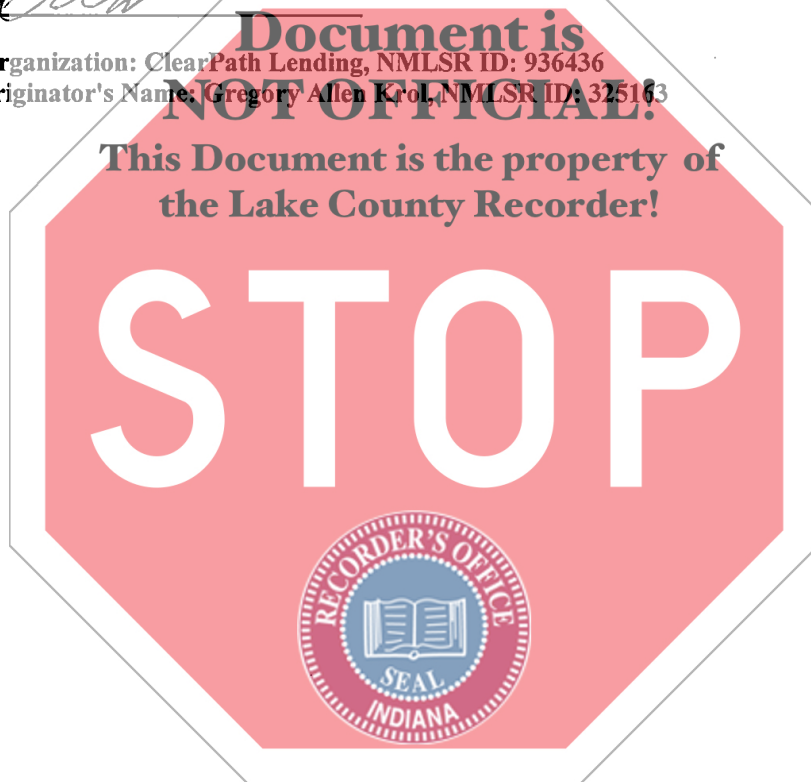 Document is
rganization: ClearPath Lending, NMLSR ID: 936436
NOT OFFICIAL!
riginator's Name: Gregory Allen Krol, NMLSR ID: 325163
This Document is the property of
the Lake County Recorder!
STOP
RECORDER'S OFFICE
SEAL
INDIANA